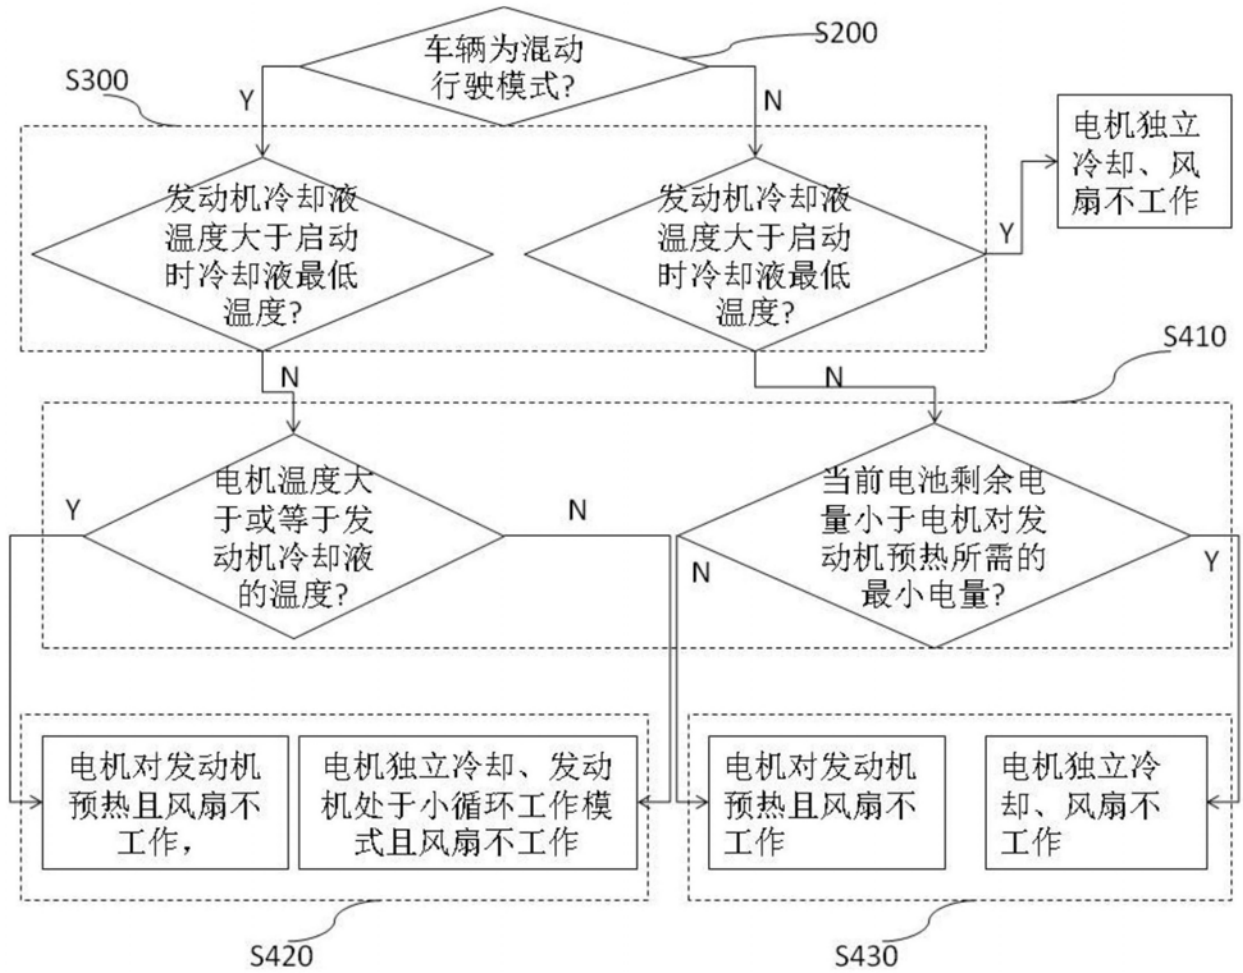 车辆为混动
行驶模式?
S200
S300
Y
N
电机独立
冷却、风
扇不工作
发动机冷却液
温度大于启动
时冷却液最低
温度?
发动机冷却液
温度大于启动
时冷却液最低
温度?
Y
S410
N
N
电机温度大
于或等于发
动机冷却液
的温度?
Y
N
当前电池剩余电
量小于电机对发
动机预热所需的
最小电量?
N
Y
电机对发动机
预热且风扇不
工作,
电机独立冷却、发动
机处于小循环工作模
式且风扇不工作
电机对发动机
预热且风扇不
工作
电机独立冷
却、风扇不
工作
S420
S430